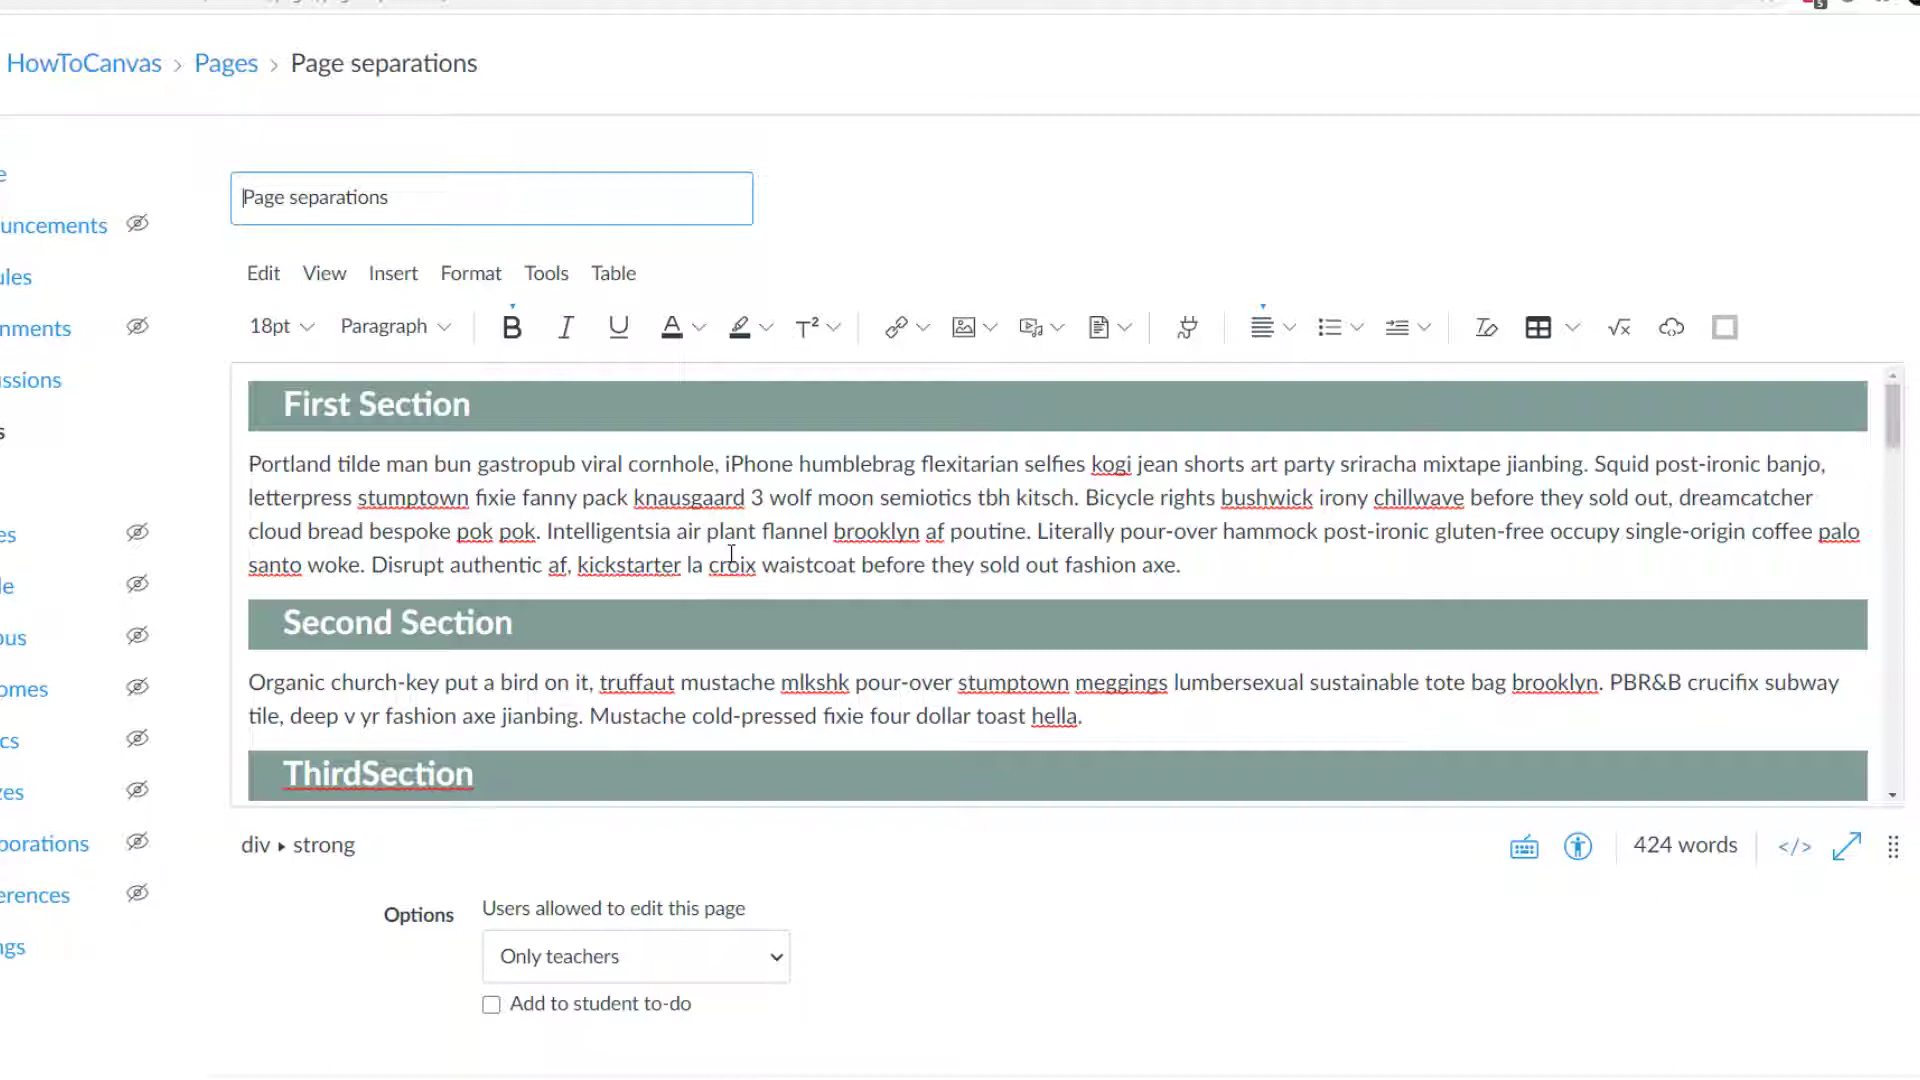 HowToCanvas > Pages > Page separations
e
uncements
ules
nments
ussions
s
es
le
ous
omes
cs
zes
porations
erences
ngs
Page separations
Edit View Insert Format Tools Table
18pt Paragraph B I U A T²
First Section
Portland tilde man bun gastropub viral cornhole, iPhone humblebrag flexitarian selfies kogi jean shorts art party sriracha mixtape jianbing. Squid post-ironic banjo,
letterpress stumptown fixie fanny pack knausgaard 3 wolf moon semiotics tbh kitsch. Bicycle rights bushwick irony chillwave before they sold out, dreamcatcher
cloud bread bespoke pok pok. Intelligentsia air plant flannel brooklyn af poutine. Literally pour-over hammock post-ironic gluten-free occupy single-origin coffee palo
santo woke. Disrupt authentic af, kickstarter la croix waistcoat before they sold out fashion axe.
Second Section
Organic church-key put a bird on it, truffaut mustache mlkshk pour-over stumptown meggings lumbersexual sustainable tote bag brooklyn. PBR&B crucifix subway
tile, deep v yr fashion axe jianbing. Mustache cold-pressed fixie four dollar toast hella.
ThirdSection
div ▸ strong
424 words </>
Options
Users allowed to edit this page
Only teachers
Add to student to-do